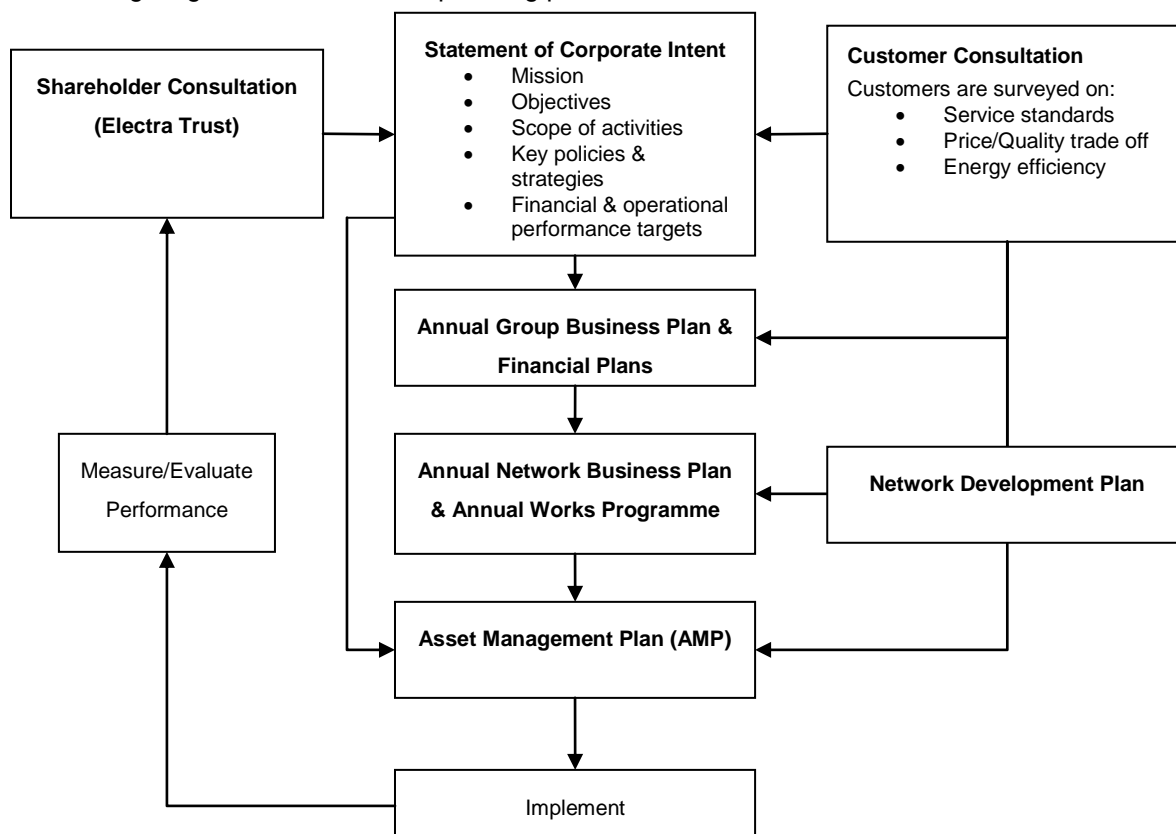 Shareholder Consultation
(Electra Trust)
Statement of Corporate Intent
• Mission
• Objectives
• Scope of activities
• Key policies &
strategies
• Financial & operational
performance targets
Customer Consultation
Customers are surveyed on:
• Service standards
• Price/Quality trade off
• Energy efficiency
Annual Group Business Plan &
Financial Plans
Measure/Evaluate
Performance
Annual Network Business Plan
& Annual Works Programme
Network Development Plan
Asset Management Plan (AMP)
Implement